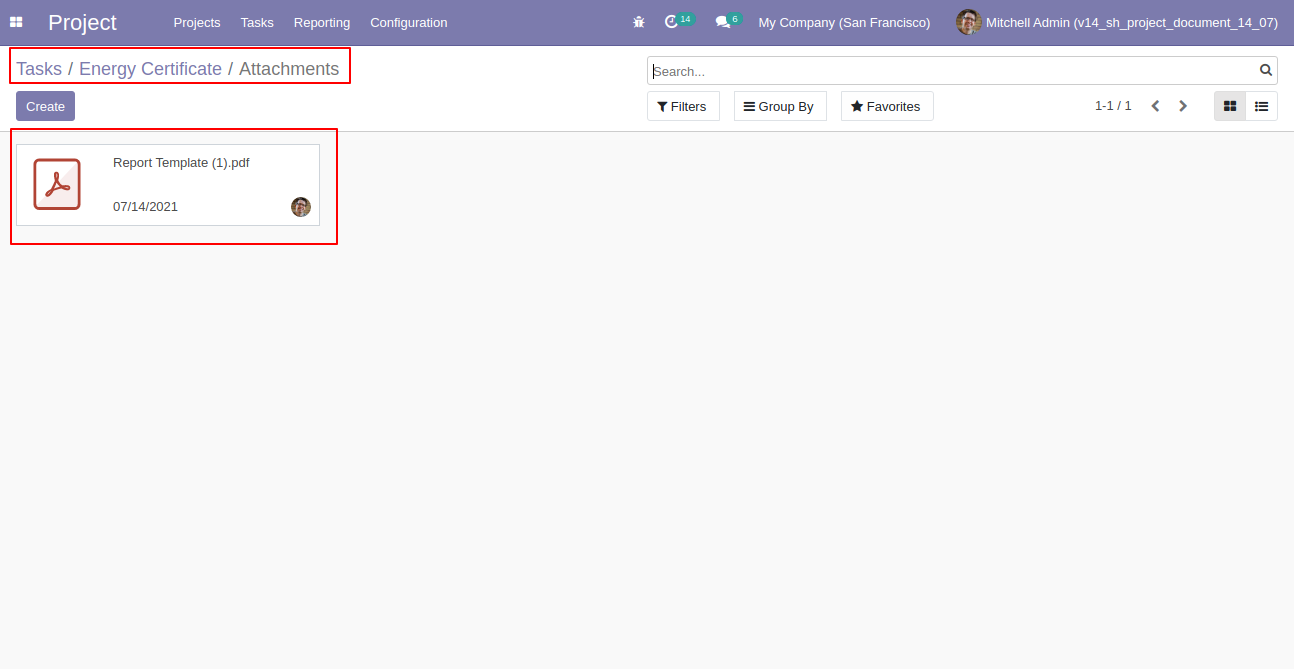 Project Projects Tasks Reporting Configuration 14 6 My Company (San Francisco) Mitchell Admin (v14_sh_project_document_14_07)
Tasks / Energy Certificate / Attachments
Search...
Create
Filters Group By Favorites 1-1 / 1
Report Template (1).pdf
07/14/2021